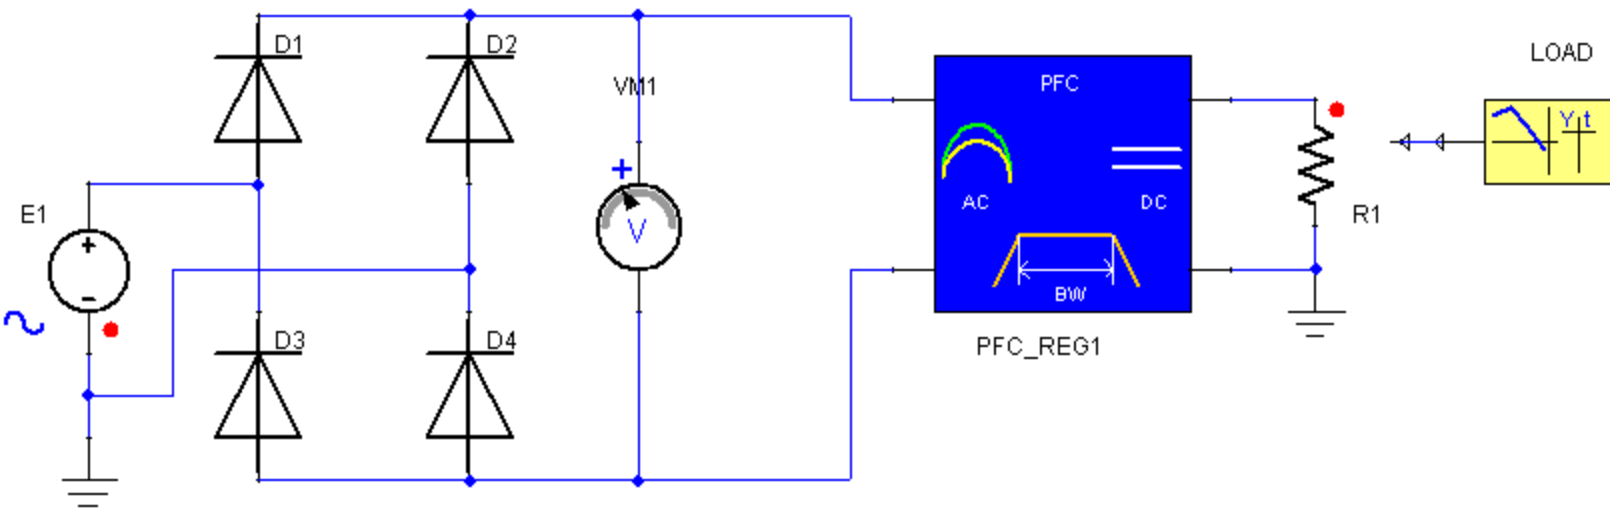 D1
D2
LOAD
VM1
PFC
Y t
+
AC
DC
E1
R1
V
+
−
BW
D3
D4
PFC_REG1